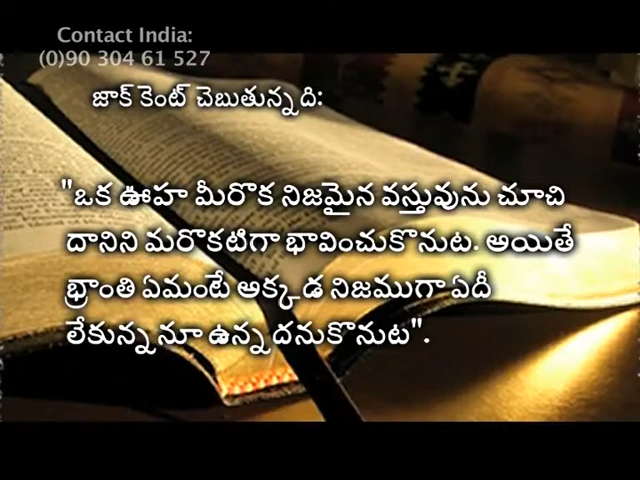 Contact India:
(0)90 304 61 527
జాక్ కెంట్ చెబుతున్నది:
"ఒక ఊహ మీరొక నిజమైన వస్తువును చూచి
దానిని మరొకటిగా భావించుకొనుట. అయితే
భ్రాంతి ఏమంటే అక్కడ నిజముగా ఏదీ
లేకున్ననూ ఉన్నదనుకొనుట".